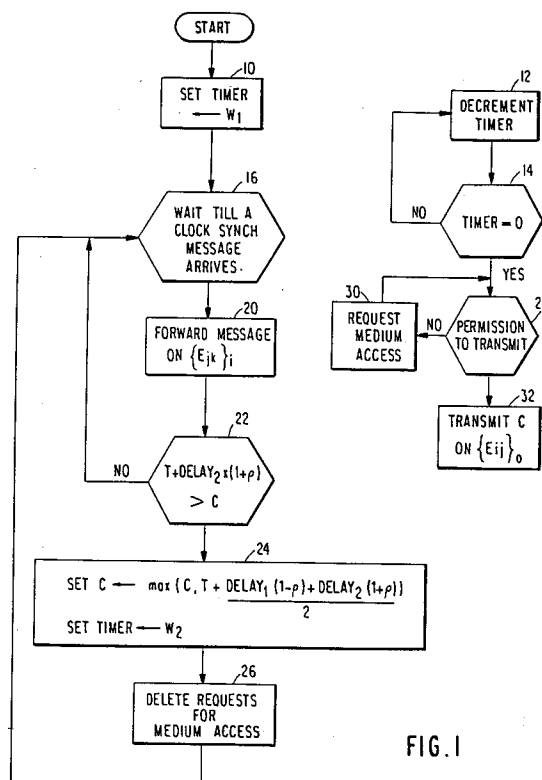 START
10
SET TIMER
← W₁
16
WAIT TILL A
CLOCK SYNCH
MESSAGE
ARRIVES.
20
FORWARD MESSAGE
ON {Ejk}i
22
NO
T+DELAY₂x(1+ρ)
> C
24
SET C ← max {C, T + DELAY₁ (1-ρ) + DELAY₂ (1+ρ)}
2
SET TIMER ← W₂
26
DELETE REQUESTS
FOR
MEDIUM ACCESS
12
DECREMENT
TIMER
14
NO
TIMER = 0
YES
30
REQUEST
MEDIUM
ACCESS
2
NO
PERMISSION
TO TRANSMIT
32
TRANSMIT C
ON {Eij}o
FIG.1